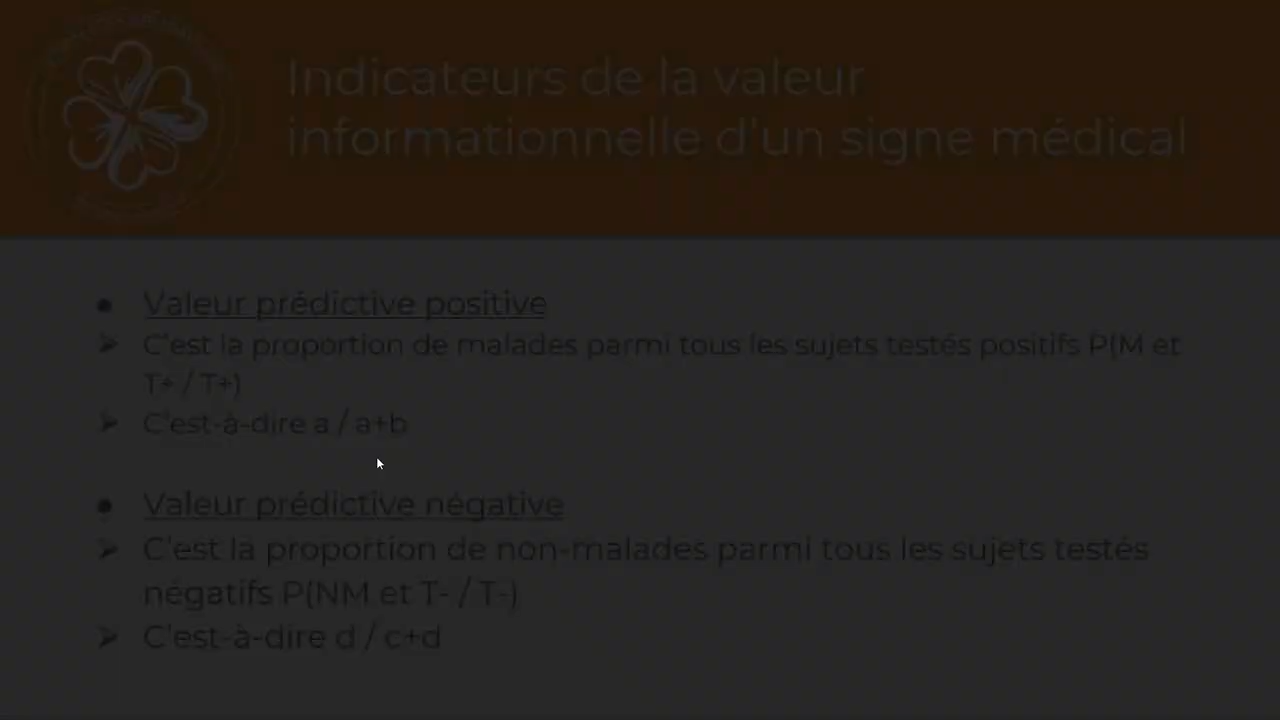 Indicateurs de la valeur
informationnelle d'un signe médical
Valeur prédictive positive
C'est la proportion de malades parmi tous les sujets testés positifs P(M et
T+ / T+)
C'est-à-dire a / a+b
Valeur prédictive négative
C'est la proportion de non-malades parmi tous les sujets testés
négatifs P(NM et T- / T-)
C'est-à-dire d / c+d